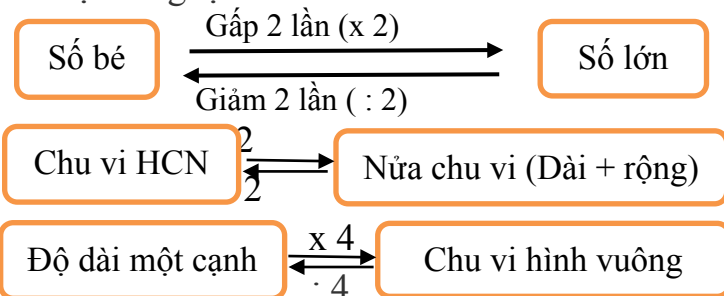 Gấp 2 lần (x 2)
Số bé
Số lớn
Giảm 2 lần ( : 2)
2
Chu vi HCN
Nửa chu vi (Dài + rộng)
2
x 4
Độ dài một cạnh
Chu vi hình vuông
: 4